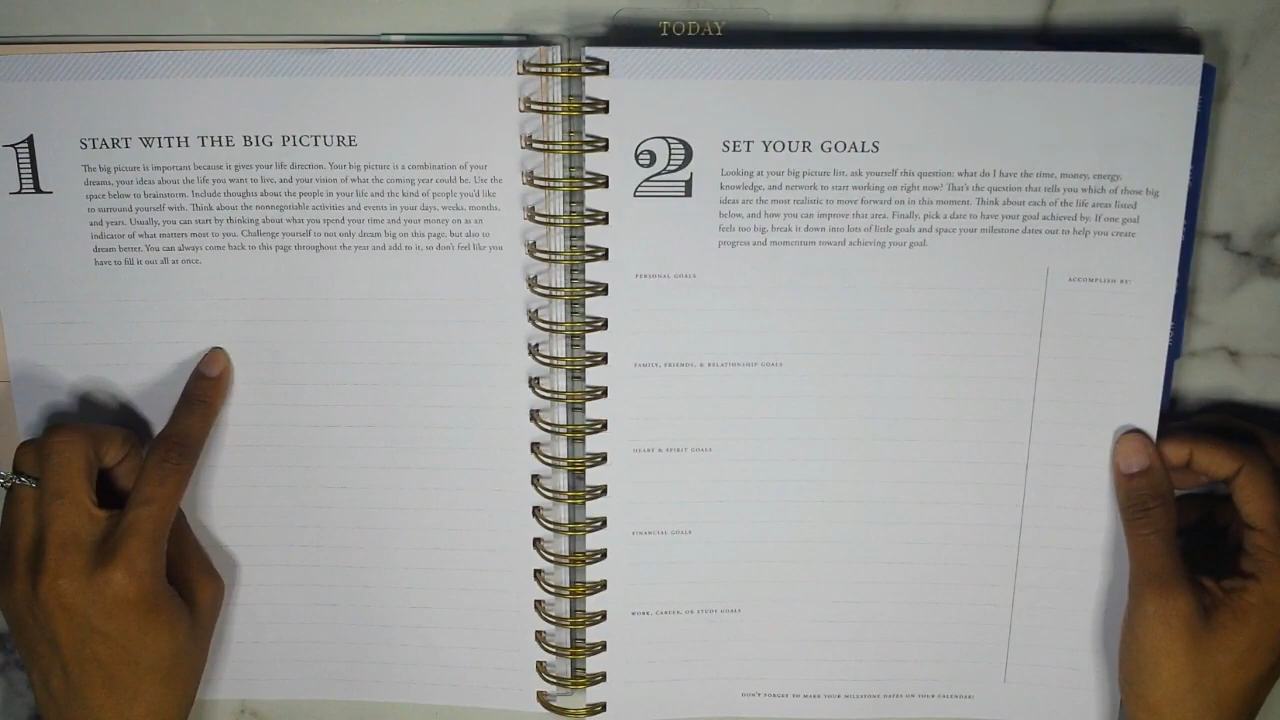 TODAY
1
START WITH THE BIG PICTURE
The big picture is important because it gives your life direction. Your big picture is a combination of your
dreams, your ideas about the life you want to live, and your vision of what the coming year could be. Use the
space below to brainstorm. Include thoughts about the people in your life and the kind of people you'd like
to surround yourself with. Think about the nonnegotiable activities and events in your days, weeks, months,
and years. Usually, you can start by thinking about what you spend your time and your money on as an
indicator of what matters most to you. Challenge yourself to not only dream big on this page, but also to
dream better. You can always come back to this page throughout the year and add to it, so don't feel like you
have to fill it out all at once.
2
SET YOUR GOALS
Looking at your big picture list, ask yourself this question: what do I have the time, money, energy,
knowledge, and network to start working on right now? That's the question that tells you which of those big
ideas are the most realistic to move forward on in this moment. Think about each of the life areas listed
below, and how you can improve that area. Finally, pick a date to have your goal achieved by. If one goal
feels too big, break it down into lots of little goals and space your milestone dates out to help you create
progress and momentum toward achieving your goal.
PERSONAL GOALS
ACCOMPLISH BY:
FAMILY, FRIENDS, & RELATIONSHIP GOALS
HEART & SPIRIT GOALS
FINANCIAL GOALS
WORK, CAREER, OR STUDY GOALS
DON'T FORGET TO MARK YOUR MILESTONE DATES ON YOUR CALENDAR!